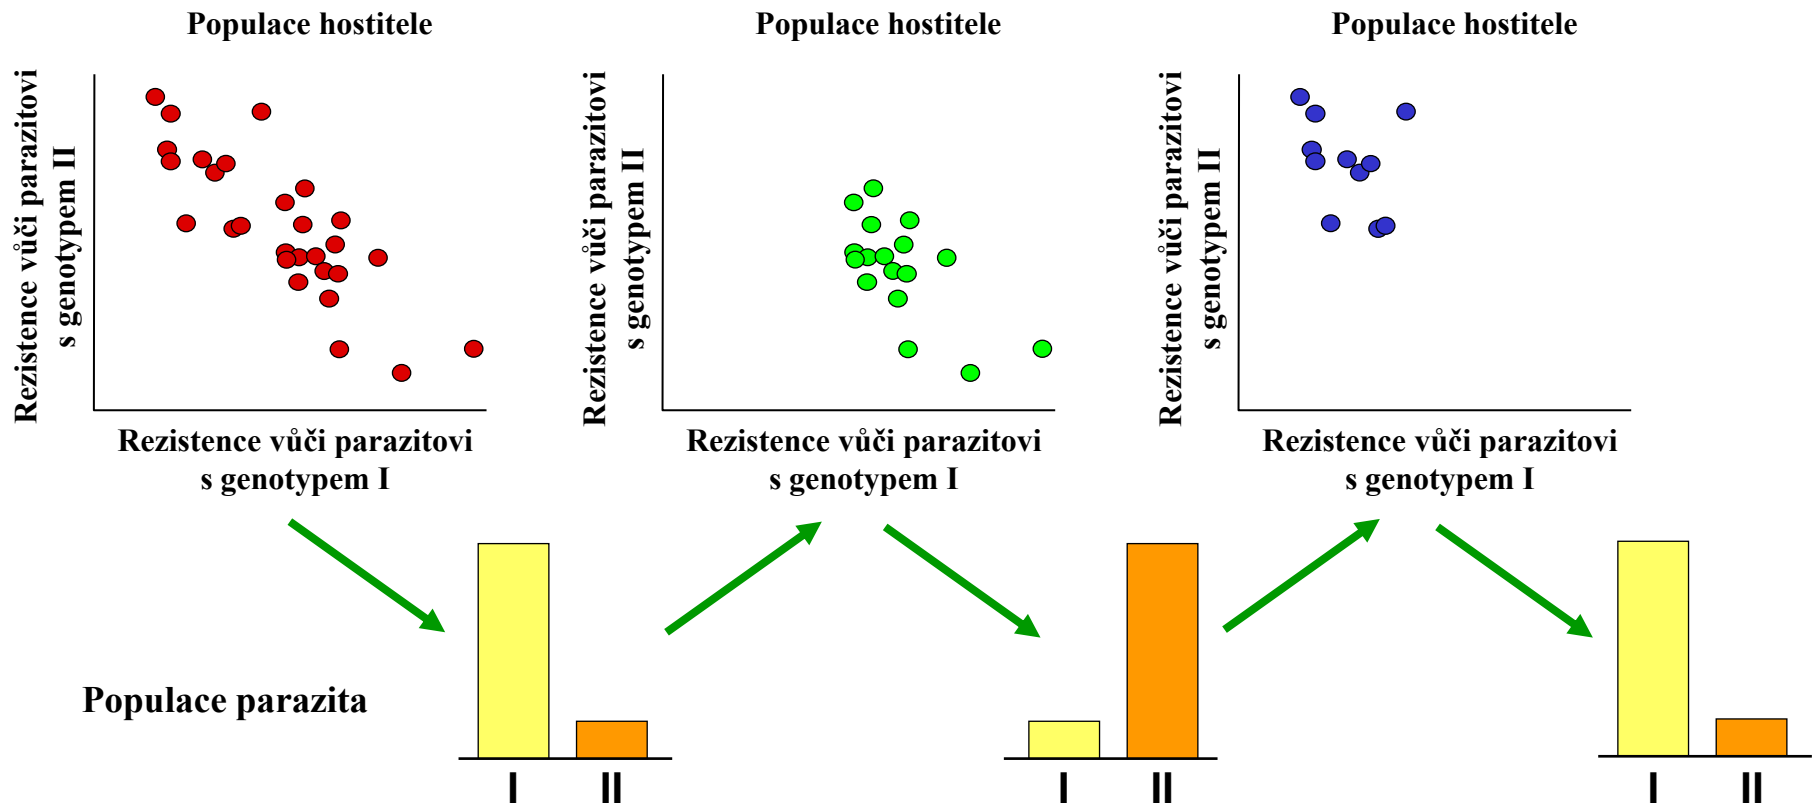 Populace hostitele
Rezistence vůči parazitovi
s genotypem II
Rezistence vůči parazitovi
s genotypem I
Populace hostitele
Rezistence vůči parazitovi
s genotypem II
Rezistence vůči parazitovi
s genotypem I
Populace hostitele
Rezistence vůči parazitovi
s genotypem II
Rezistence vůči parazitovi
s genotypem I
Populace parazita
I II
I II
I II